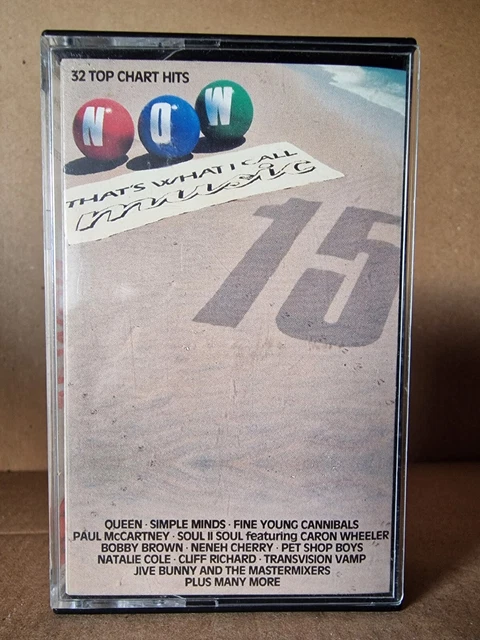 32 TOP CHART HITS
NOW
THAT'S WHAT I CALL
music
15
QUEEN · SIMPLE MINDS · FINE YOUNG CANNIBALS
PAUL McCARTNEY · SOUL II SOUL featuring CARON WHEELER
BOBBY BROWN · NENEH CHERRY · PET SHOP BOYS
NATALIE COLE · CLIFF RICHARD · TRANSVISION VAMP
JIVE BUNNY AND THE MASTERMIXERS
PLUS MANY MORE